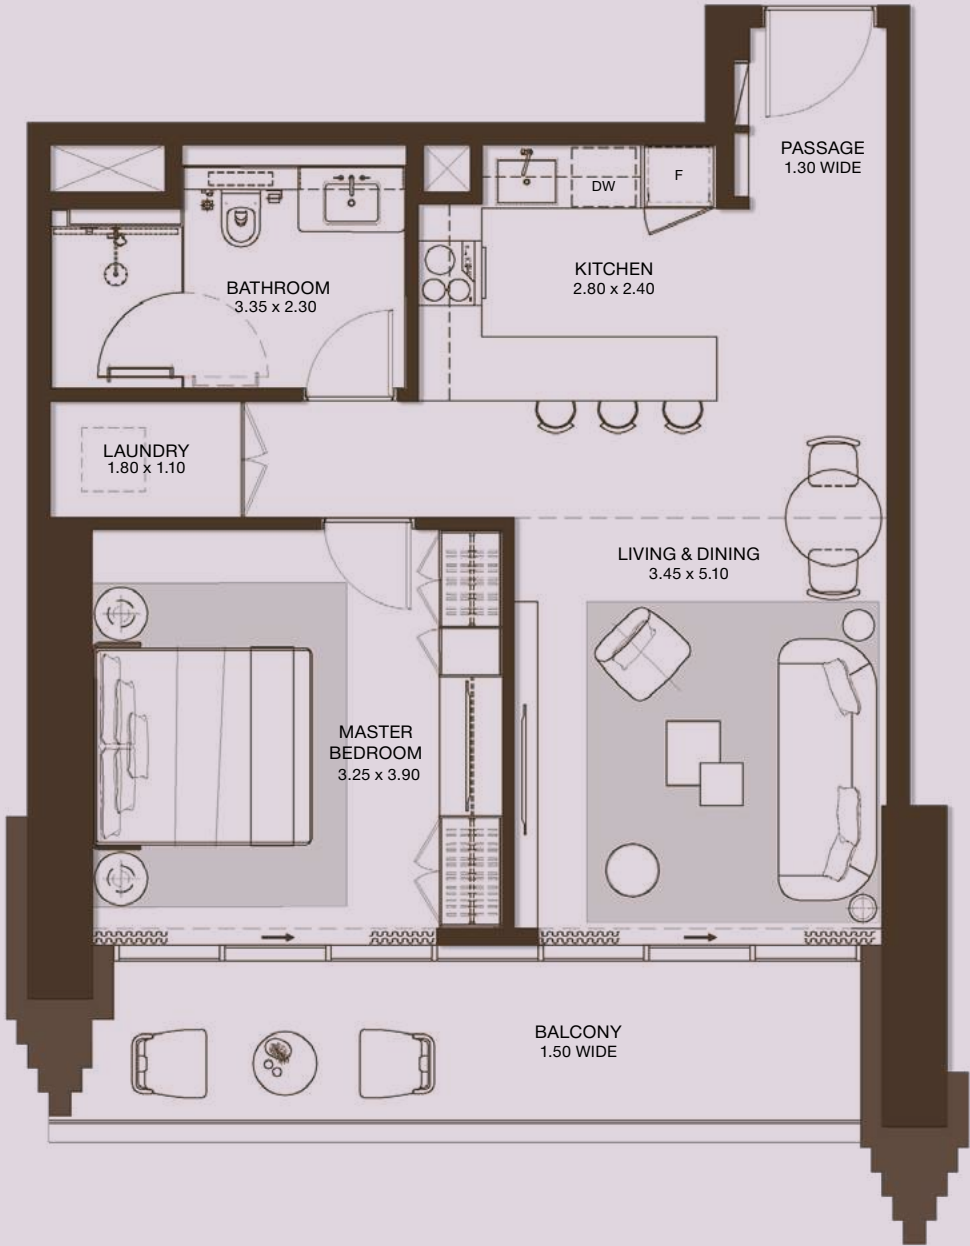 PASSAGE
1.30 WIDE
DW
F
KITCHEN
2.80 x 2.40
BATHROOM
3.35 x 2.30
LAUNDRY
1.80 x 1.10
LIVING & DINING
3.45 x 5.10
MASTER
BEDROOM
3.25 x 3.90
BALCONY
1.50 WIDE